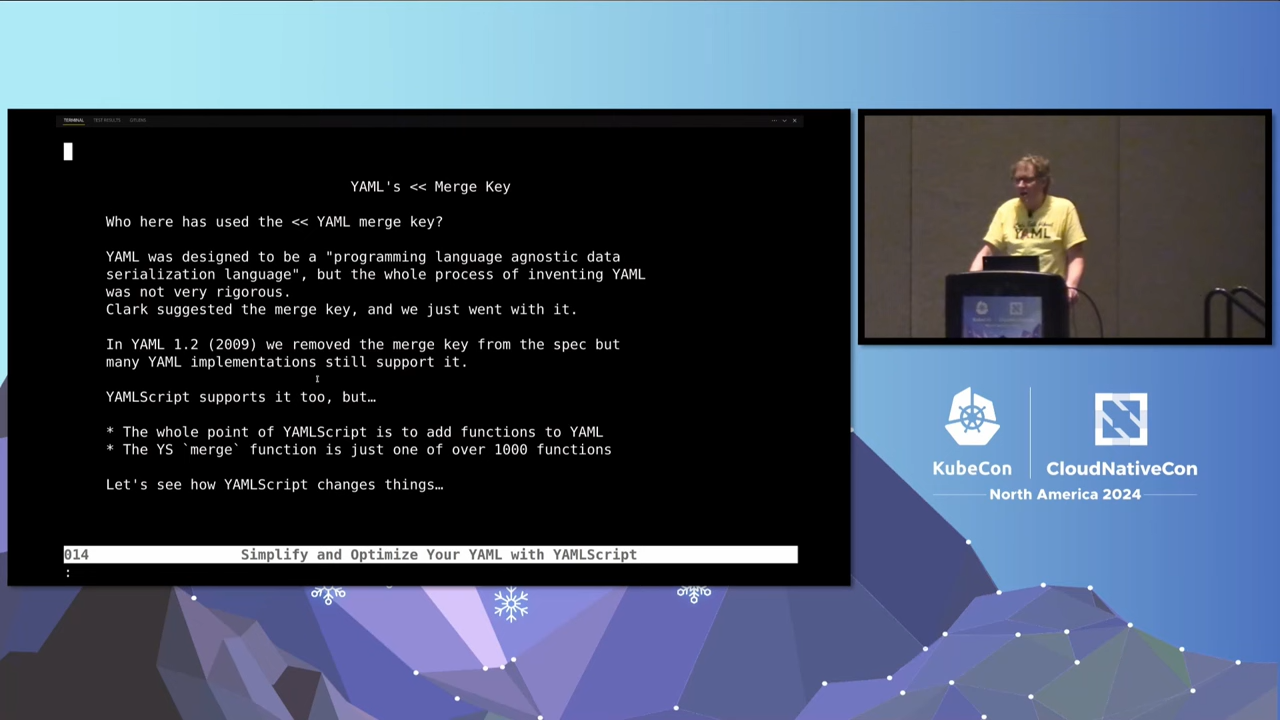 TERMINAL TEST RESULTS GITLENS
YAML's << Merge Key
Who here has used the << YAML merge key?
YAML was designed to be a "programming language agnostic data
serialization language", but the whole process of inventing YAML
was not very rigorous.
Clark suggested the merge key, and we just went with it.
In YAML 1.2 (2009) we removed the merge key from the spec but
many YAML implementations still support it.
YAMLScript supports it too, but…
* The whole point of YAMLScript is to add functions to YAML
* The YS `merge` function is just one of over 1000 functions
Let's see how YAMLScript changes things…
014 Simplify and Optimize Your YAML with YAMLScript
:
YAML
KubeCon CloudNativeCon
North America 2024